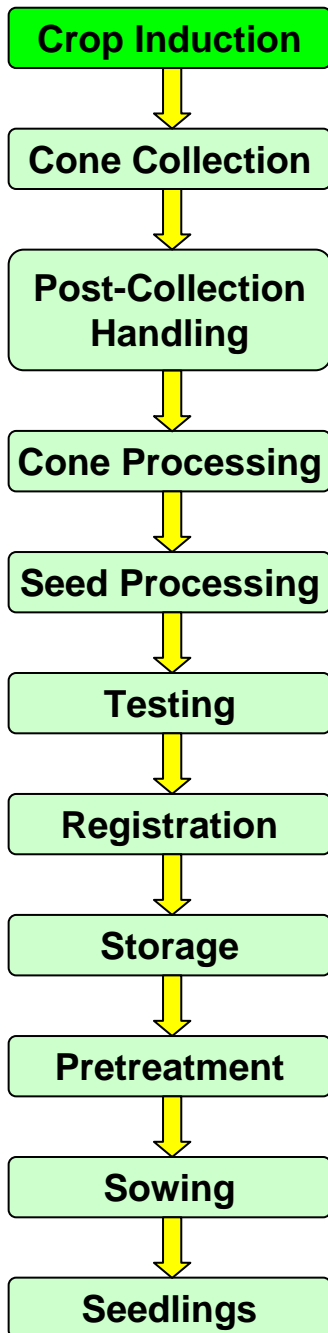 Crop Induction
Cone Collection
Post-Collection
Handling
Cone Processing
Seed Processing
Testing
Registration
Storage
Pretreatment
Sowing
Seedlings